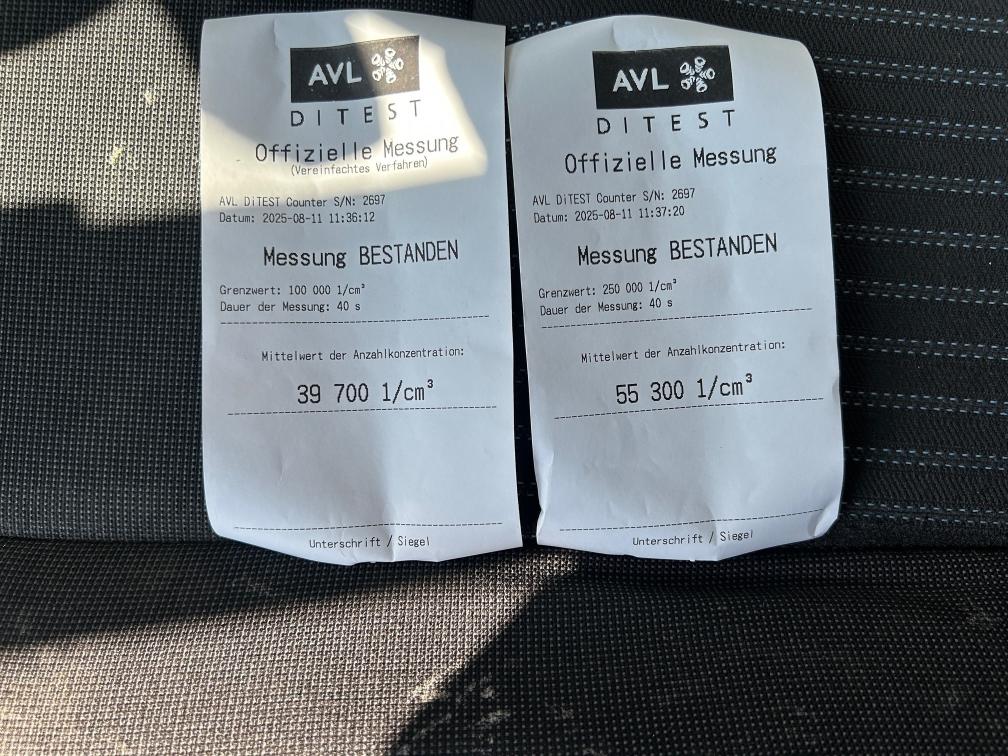 AVL
DITEST
Offizielle Messung
(Vereinfachtes Verfahren)
AVL DiTEST Counter S/N: 2697
Datum: 2025-08-11 11:36:12
Messung BESTANDEN
Grenzwert: 100 000 1/cm³
Dauer der Messung: 40 s
Mittelwert der Anzahlkonzentration:
39 700 1/cm³
Unterschrift / Siegel
AVL
DITEST
Offizielle Messung
AVL DiTEST Counter S/N: 2697
Datum: 2025-08-11 11:37:20
Messung BESTANDEN
Grenzwert: 250 000 1/cm³
Dauer der Messung: 40 s
Mittelwert der Anzahlkonzentration:
55 300 1/cm³
Unterschrift / Siegel